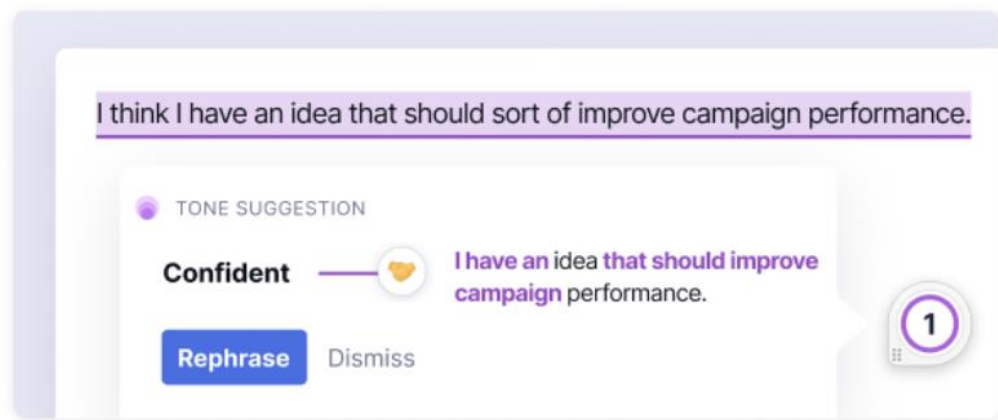 I think I have an idea that should sort of improve campaign performance.
TONE SUGGESTION
Confident
I have an idea that should improve
campaign performance.
Rephrase Dismiss
1